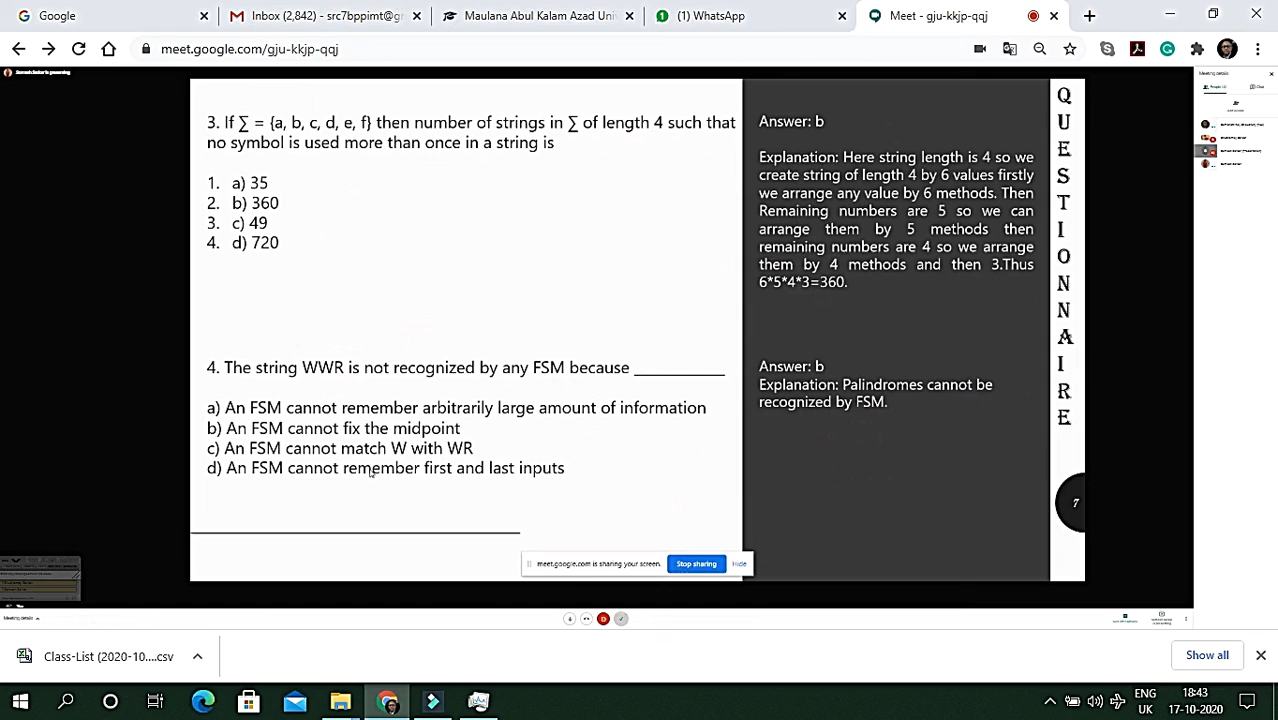 Google
Inbox (2,842) - src7bppimt@gr
Maulana Abul Kalam Azad Uni
(1) WhatsApp
Meet - gju-kkjp-qqj
meet.google.com/gju-kkjp-qqj
Meeting details
3. If ∑ = {a, b, c, d, e, f} then number of strings in ∑ of length 4 such that
no symbol is used more than once in a string is
1. a) 35
2. b) 360
3. c) 49
4. d) 720
4. The string WWR is not recognized by any FSM because __________
a) An FSM cannot remember arbitrarily large amount of information
b) An FSM cannot fix the midpoint
c) An FSM cannot match W with WR
d) An FSM cannot remember first and last inputs
Answer: b
Explanation: Here string length is 4 so we
create string of length 4 by 6 values firstly
we arrange any value by 6 methods. Then
Remaining numbers are 5 so we can
arrange them by 5 methods then
remaining numbers are 4 so we arrange
them by 4 methods and then 3.Thus
6*5*4*3=360.
Answer: b
Explanation: Palindromes cannot be
recognized by FSM.
QUESTIONNAIRE
7
meet.google.com is sharing your screen.
Stop sharing
Hide
Meeting details
Class-List (2020-10....csv
Show all
ENG
UK
18:43
17-10-2020